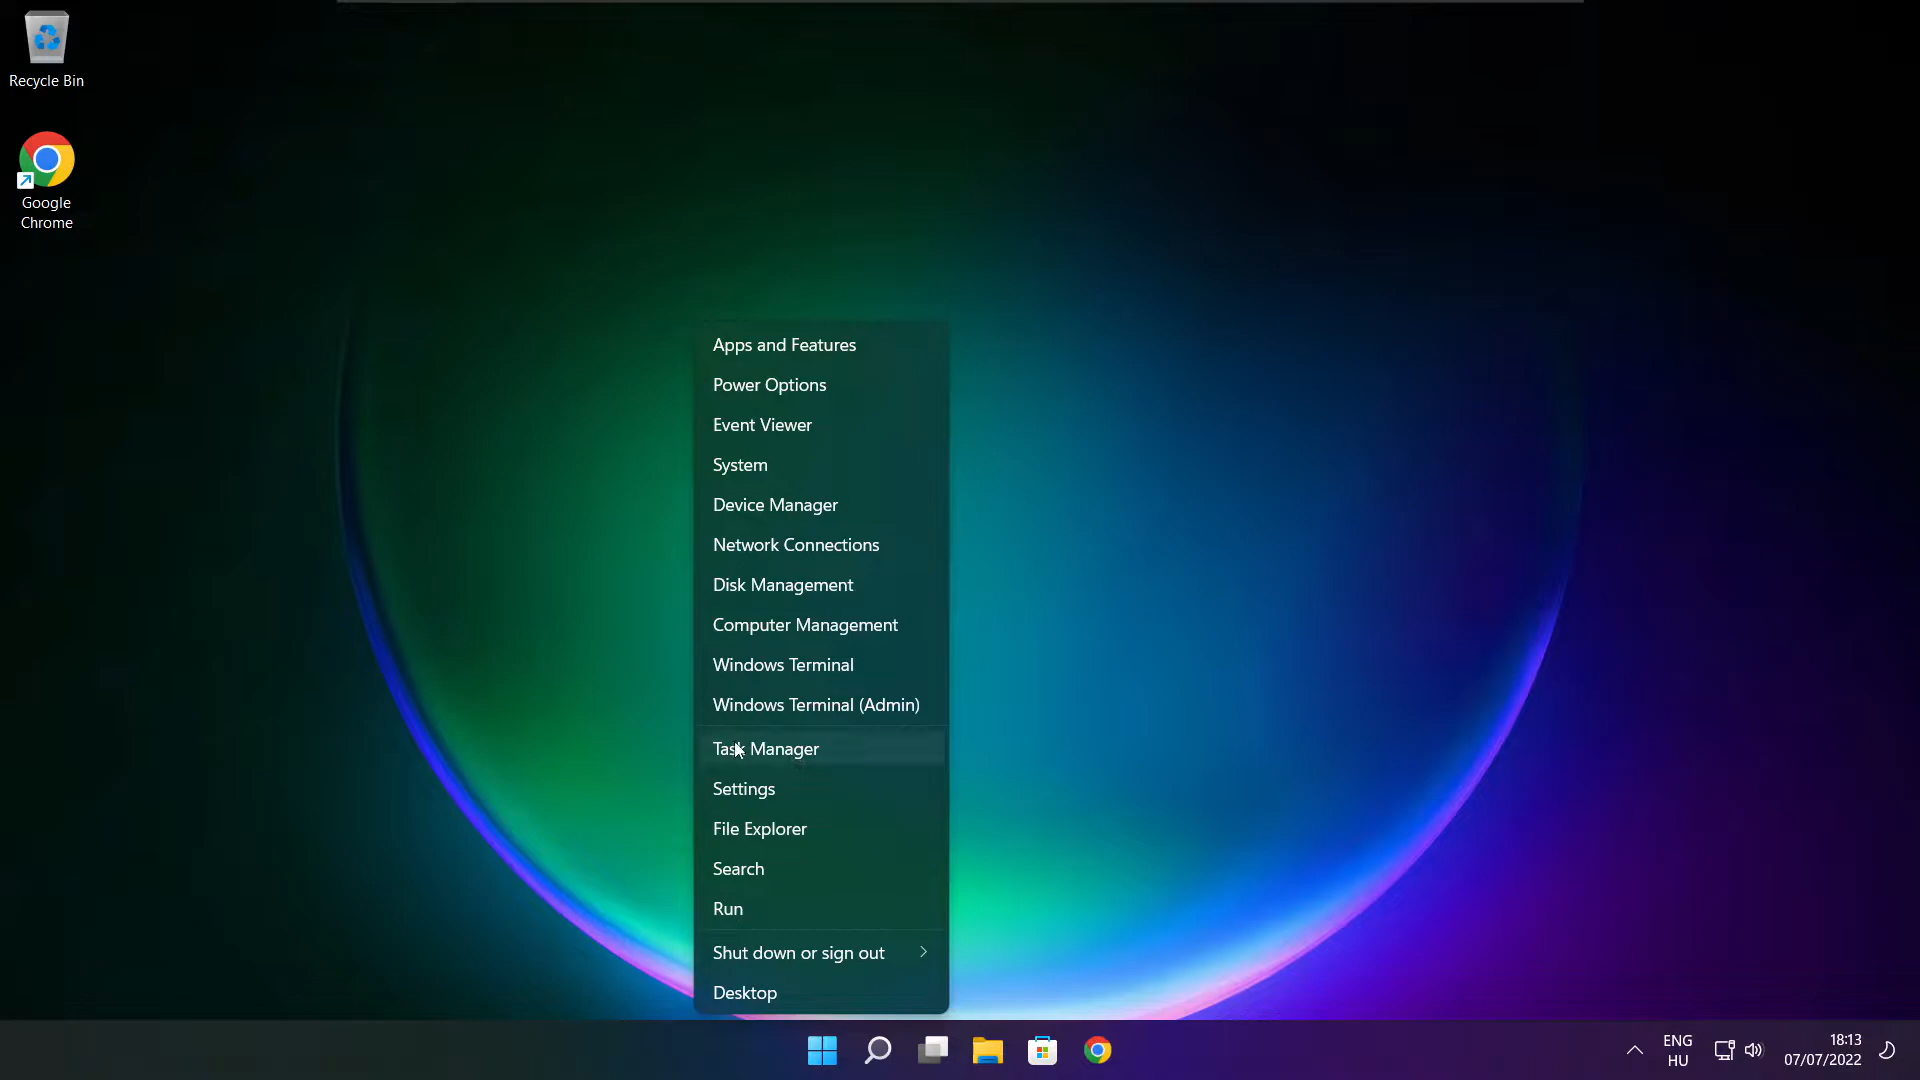 Recycle Bin
Google
Chrome
Apps and Features
Power Options
Event Viewer
System
Device Manager
Network Connections
Disk Management
Computer Management
Windows Terminal
Windows Terminal (Admin)
Task Manager
Settings
File Explorer
Search
Run
Shut down or sign out
Desktop
ENG
HU
18:13
07/07/2022